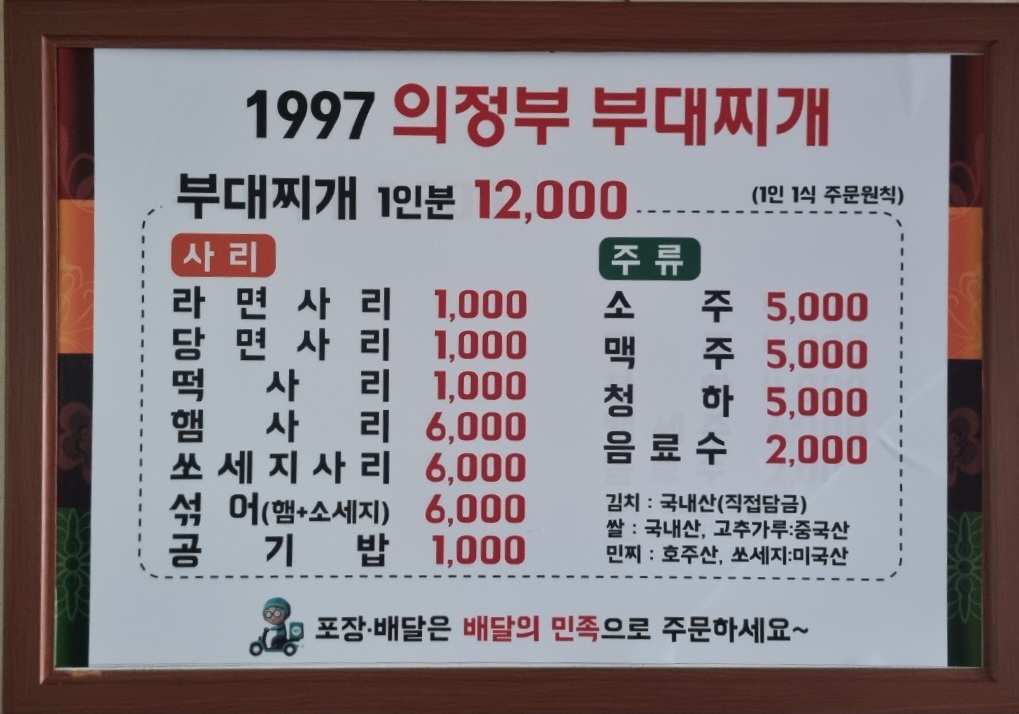 1997 의정부 부대찌개
부대찌개 1인분 12,000
(1인 1식 주문원칙)
사리
라면사리 1,000
당면사리 1,000
떡사리 1,000
햄사리 6,000
쏘세지사리 6,000
섞어(햄+소세지) 6,000
공기밥 1,000
주류
소주 5,000
맥주 5,000
청하 5,000
음료수 2,000
김치 : 국내산(직접담금)
쌀 : 국내산, 고추가루:중국산
민찌 : 호주산, 쏘세지:미국산
포장·배달은 배달의 민족으로 주문하세요~